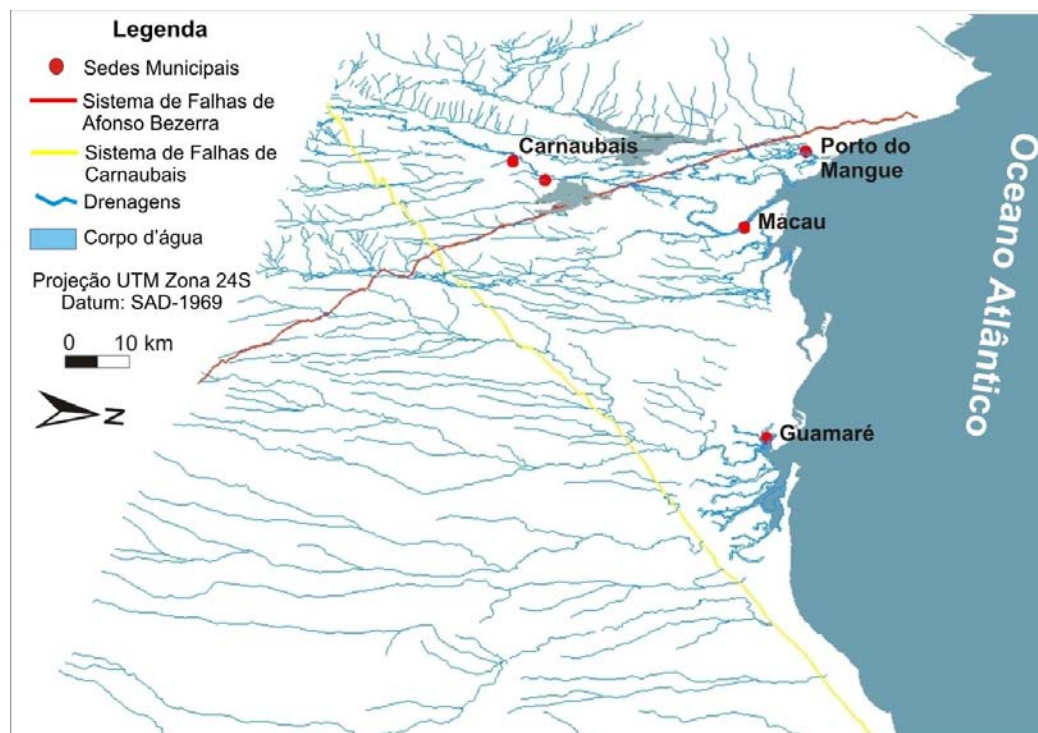 Legenda
Sedes Municipais
Sistema de Falhas de
Afonso Bezerra
Sistema de Falhas de
Carnaubais
Drenagens
Corpo d'água
Projeção UTM Zona 24S
Datum: SAD-1969
0 10 km
N
Carnaubais
Porto do
Mangue
Macau
Guamaré
Oceano Atlântico